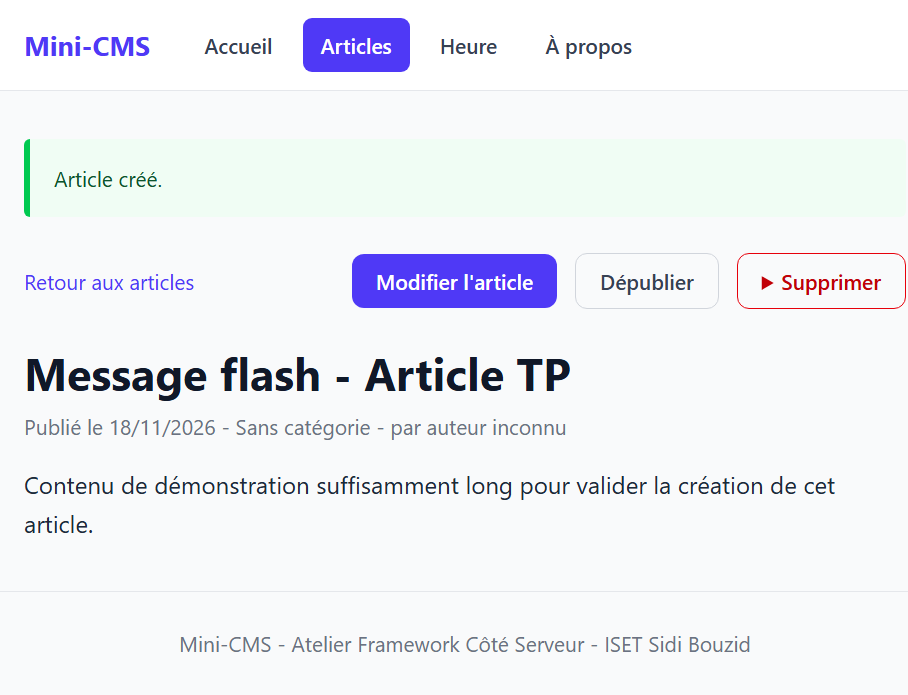 Mini-CMS Accueil Articles Heure À propos
Article créé.
Retour aux articles Modifier l'article Dépublier ▶ Supprimer
Message flash - Article TP
Publié le 18/11/2026 - Sans catégorie - par auteur inconnu
Contenu de démonstration suffisamment long pour valider la création de cet
article.
Mini-CMS - Atelier Framework Côté Serveur - ISET Sidi Bouzid